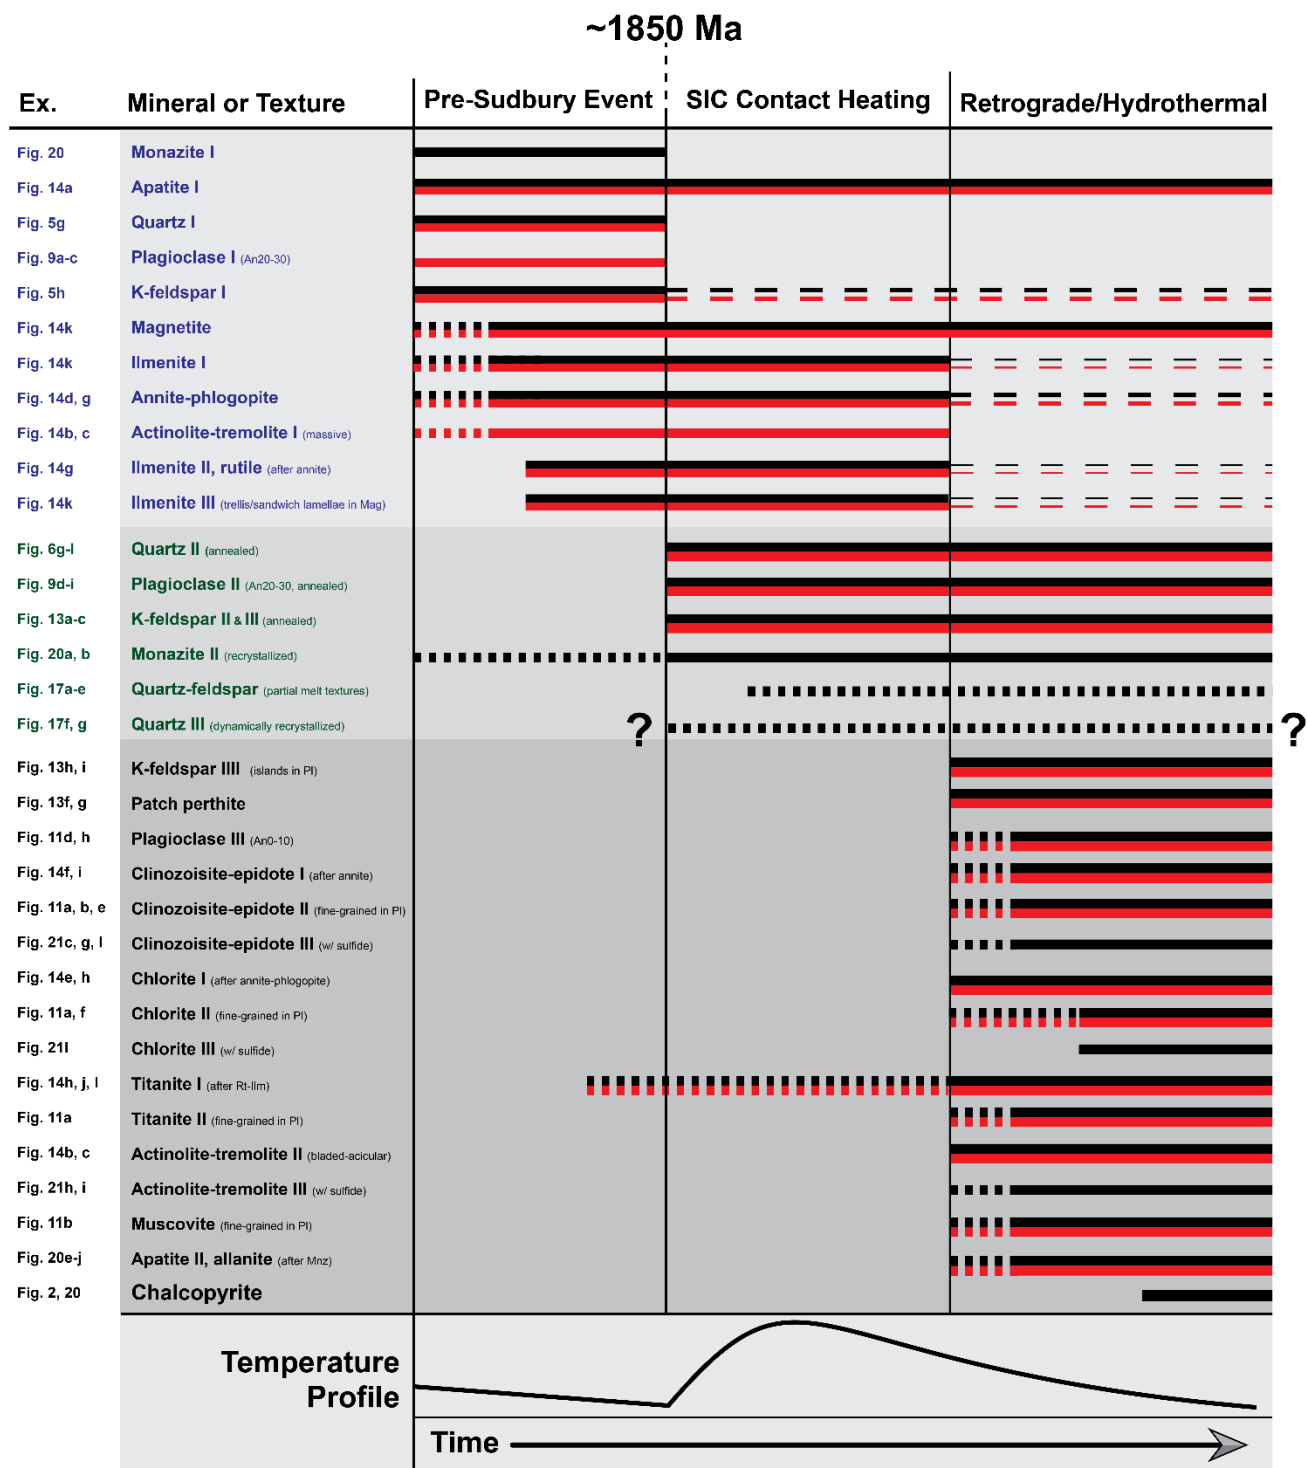 ~1850 Ma
Ex. Mineral or Texture Pre-Sudbury Event SIC Contact Heating Retrograde/Hydrothermal
Fig. 20 Monazite I
Fig. 14a Apatite I
Fig. 5g Quartz I
Fig. 9a-c Plagioclase I (An20-30)
Fig. 5h K-feldspar I
Fig. 14k Magnetite
Fig. 14k Ilmenite I
Fig. 14d, g Annite-phlogopite
Fig. 14b, c Actinolite-tremolite I (massive)
Fig. 14g Ilmenite II, rutile (after annite)
Fig. 14k Ilmenite III (trellis/sandwich lamellae in Mag)
Fig. 6g-l Quartz II (annealed)
Fig. 9d-i Plagioclase II (An20-30, annealed)
Fig. 13a-c K-feldspar II & III (annealed)
Fig. 20a, b Monazite II (recrystallized)
Fig. 17a-e Quartz-feldspar (partial melt textures)
Fig. 17f, g Quartz III (dynamically recrystallized) ? ?
Fig. 13h, i K-feldspar IIII (islands in Pl)
Fig. 13f, g Patch perthite
Fig. 11d, h Plagioclase III (An0-10)
Fig. 14f, i Clinozoisite-epidote I (after annite)
Fig. 11a, b, e Clinozoisite-epidote II (fine-grained in Pl)
Fig. 21c, g, l Clinozoisite-epidote III (w/ sulfide)
Fig. 14e, h Chlorite I (after annite-phlogopite)
Fig. 11a, f Chlorite II (fine-grained in Pl)
Fig. 21l Chlorite III (w/ sulfide)
Fig. 14h, j, l Titanite I (after Rt-Ilm)
Fig. 11a Titanite II (fine-grained in Pl)
Fig. 14b, c Actinolite-tremolite II (bladed-acicular)
Fig. 21h, i Actinolite-tremolite III (w/ sulfide)
Fig. 11b Muscovite (fine-grained in Pl)
Fig. 20e-j Apatite II, allanite (after Mnz)
Fig. 2, 20 Chalcopyrite
Temperature
Profile
Time